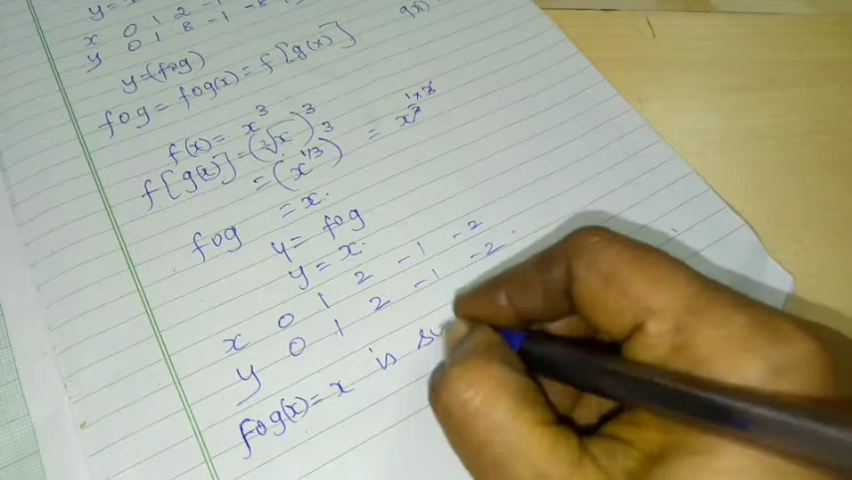 x 0 1 2 -1
y 0 1 8 -1 -8
y=(fog)
fog = fog(x) = f[g(x)]
g(x)=
f(x) = x³
f[g(x)] = (∛x)³
= (x^1/3)³ = x^1/3×3
fog = x.
y = fog
y = x.
x 0 1 2 -1 -2
y 0 1 2 -1 -2.
fog(x) = x is